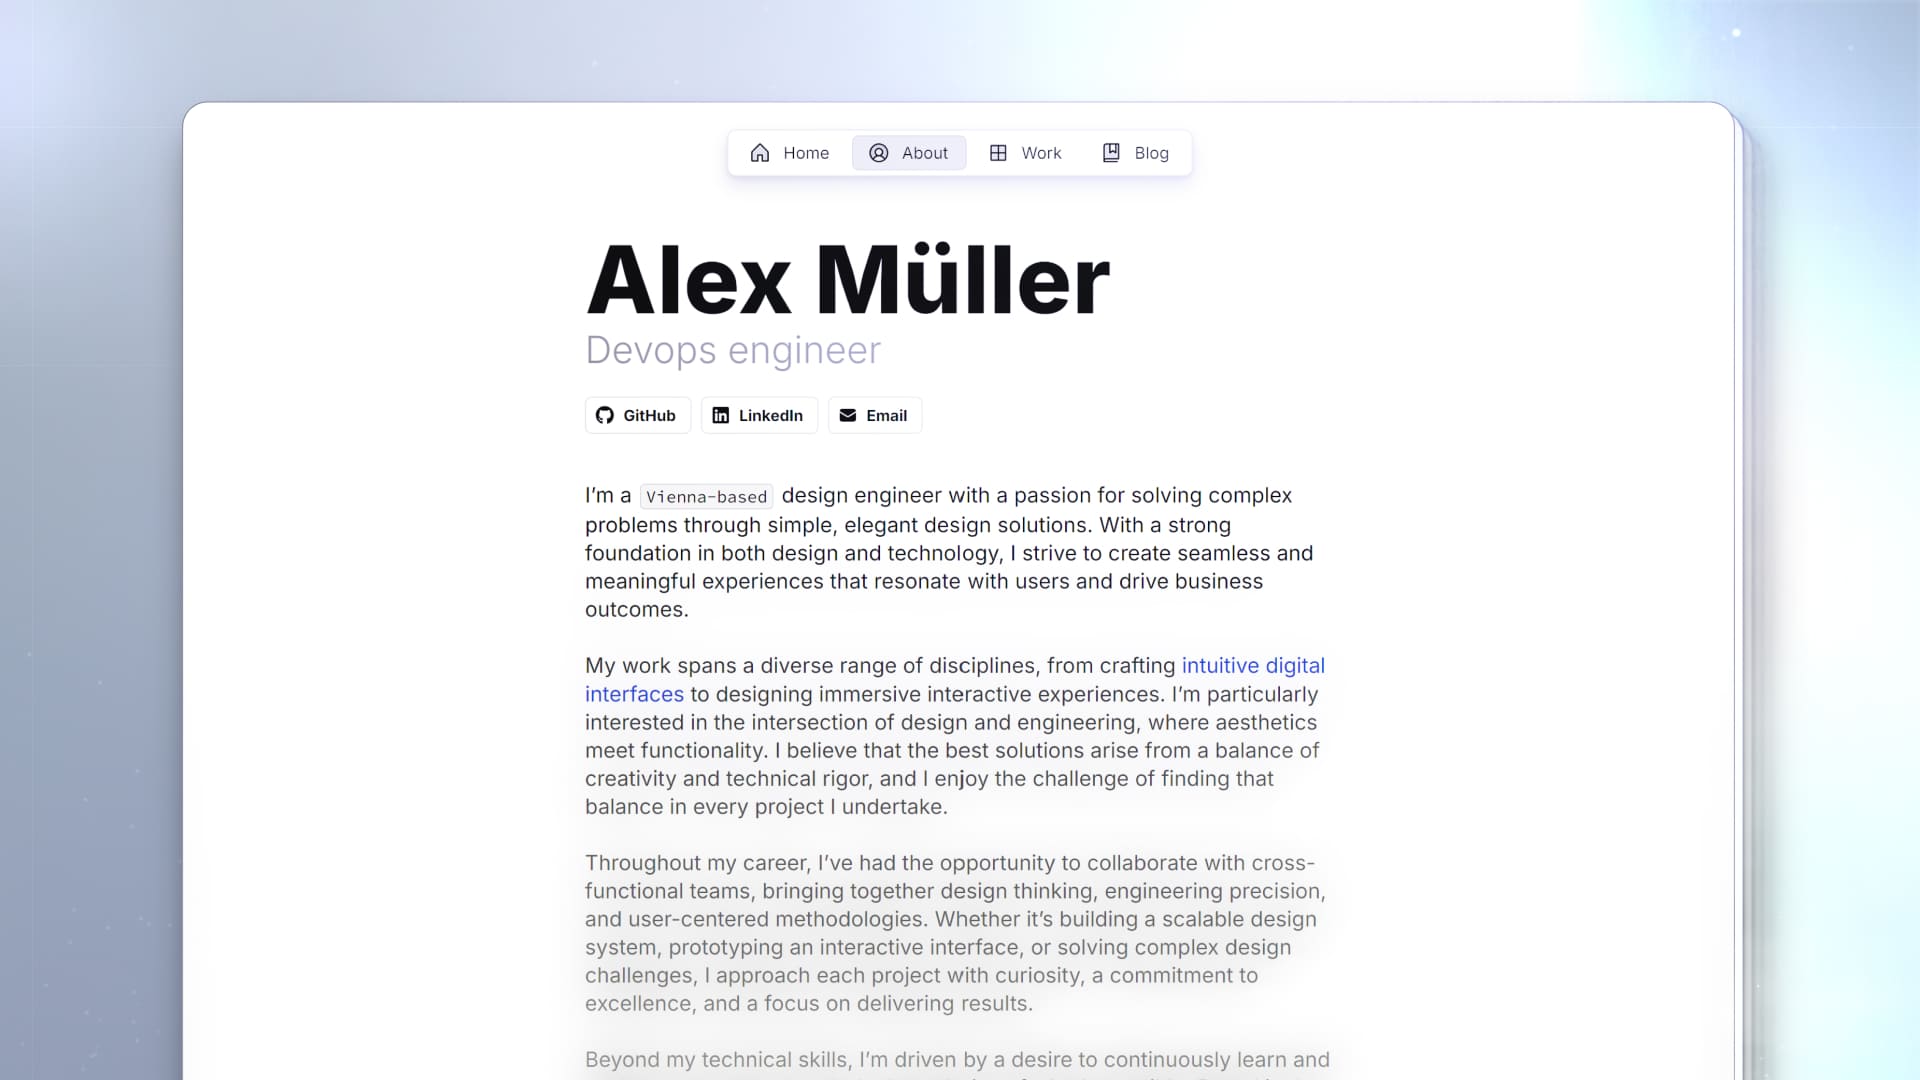 Home About Work Blog
Alex Müller
Devops engineer
GitHub LinkedIn Email
I’m a Vienna-based design engineer with a passion for solving complex
problems through simple, elegant design solutions. With a strong
foundation in both design and technology, I strive to create seamless and
meaningful experiences that resonate with users and drive business
outcomes.
My work spans a diverse range of disciplines, from crafting intuitive digital
interfaces to designing immersive interactive experiences. I’m particularly
interested in the intersection of design and engineering, where aesthetics
meet functionality. I believe that the best solutions arise from a balance of
creativity and technical rigor, and I enjoy the challenge of finding that
balance in every project I undertake.
Throughout my career, I’ve had the opportunity to collaborate with cross-
functional teams, bringing together design thinking, engineering precision,
and user-centered methodologies. Whether it’s building a scalable design
system, prototyping an interactive interface, or solving complex design
challenges, I approach each project with curiosity, a commitment to
excellence, and a focus on delivering results.
Beyond my technical skills, I’m driven by a desire to continuously learn and